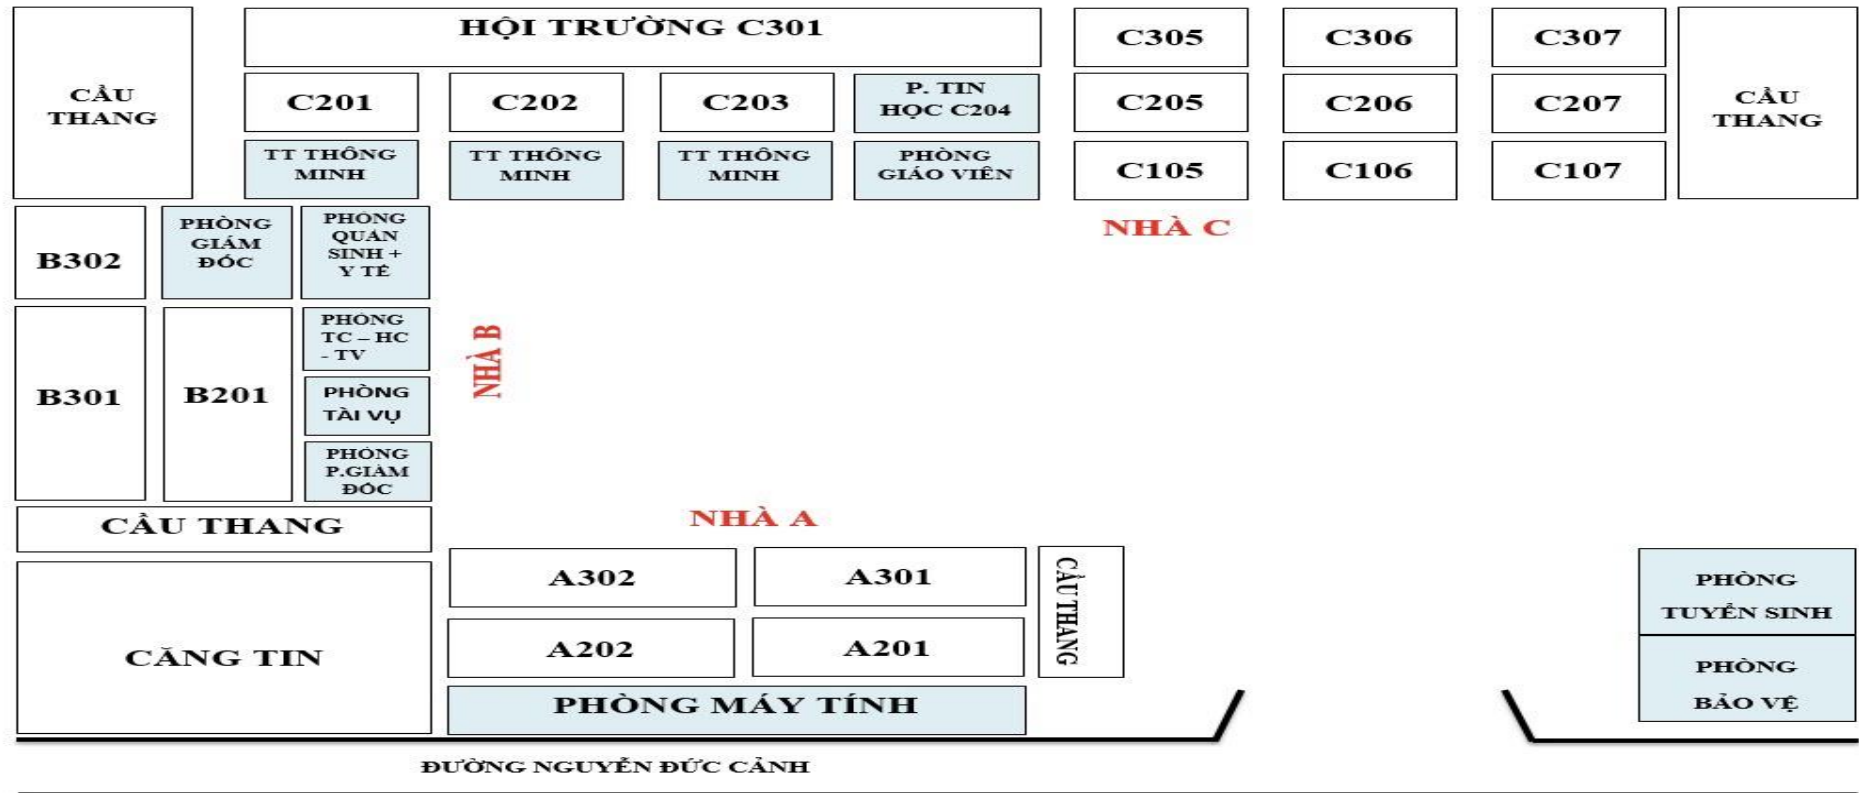 HỘI TRƯỜNG C301
C305
C306
C307
CẦU
THANG
C201
C202
C203
P. TIN
HỌC C204
C205
C206
C207
CẦU
THANG
TT THÔNG
MINH
TT THÔNG
MINH
TT THÔNG
MINH
PHÒNG
GIÁO VIÊN
C105
C106
C107
NHÀ C
B302
PHÒNG
GIÁM
ĐỐC
PHÒNG
QUẢN
SINH +
Y TẾ
B301
B201
PHÒNG
TC – HC
- TV
PHÒNG
TÀI VỤ
PHÒNG
P.GIÁM
ĐỐC
NHÀ B
CẦU THANG
NHÀ A
CĂNG TIN
A302
A301
A202
A201
CẦU THANG
PHÒNG MÁY TÍNH
PHÒNG
TUYỂN SINH
PHÒNG
BẢO VỆ
ĐƯỜNG NGUYỄN ĐỨC CẢNH